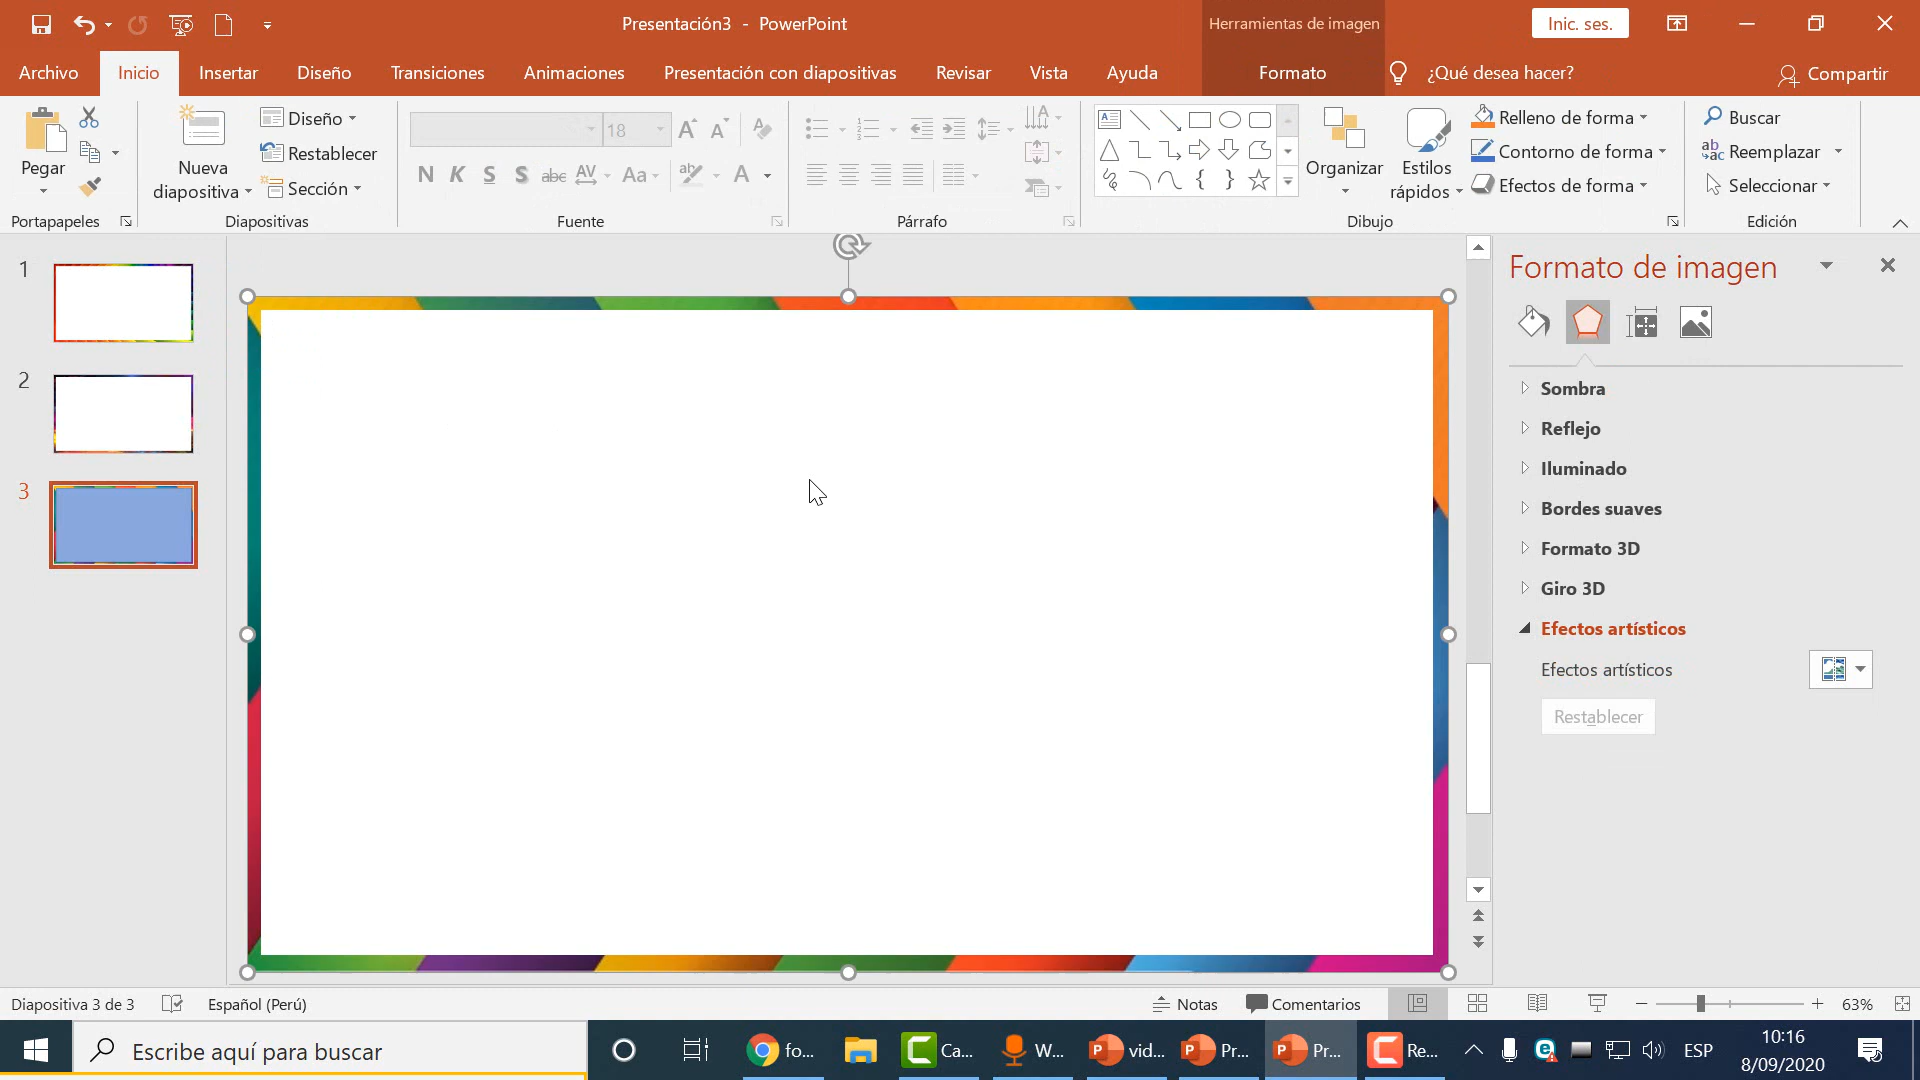 Presentación3 - PowerPoint
Herramientas de imagen
Inic. ses.
Archivo Inicio Insertar Diseño Transiciones Animaciones Presentación con diapositivas Revisar Vista Ayuda Formato ¿Qué desea hacer? Compartir
Pegar
Nueva diapositiva
Diseño
Restablecer
Sección
18
N K S S abc AV Aa A
Organizar
Estilos rápidos
Relleno de forma
Contorno de forma
Efectos de forma
Buscar
Reemplazar
Seleccionar
Portapapeles Diapositivas Fuente Párrafo Dibujo Edición
1
2
3
Formato de imagen
Sombra
Reflejo
Iluminado
Bordes suaves
Formato 3D
Giro 3D
Efectos artísticos
Efectos artísticos
Restablecer
Diapositiva 3 de 3 Español (Perú) Notas Comentarios 63%
Escribe aquí para buscar
fo... Ca... W... vid... Pr... Pr... Re...
ESP
10:16
8/09/2020